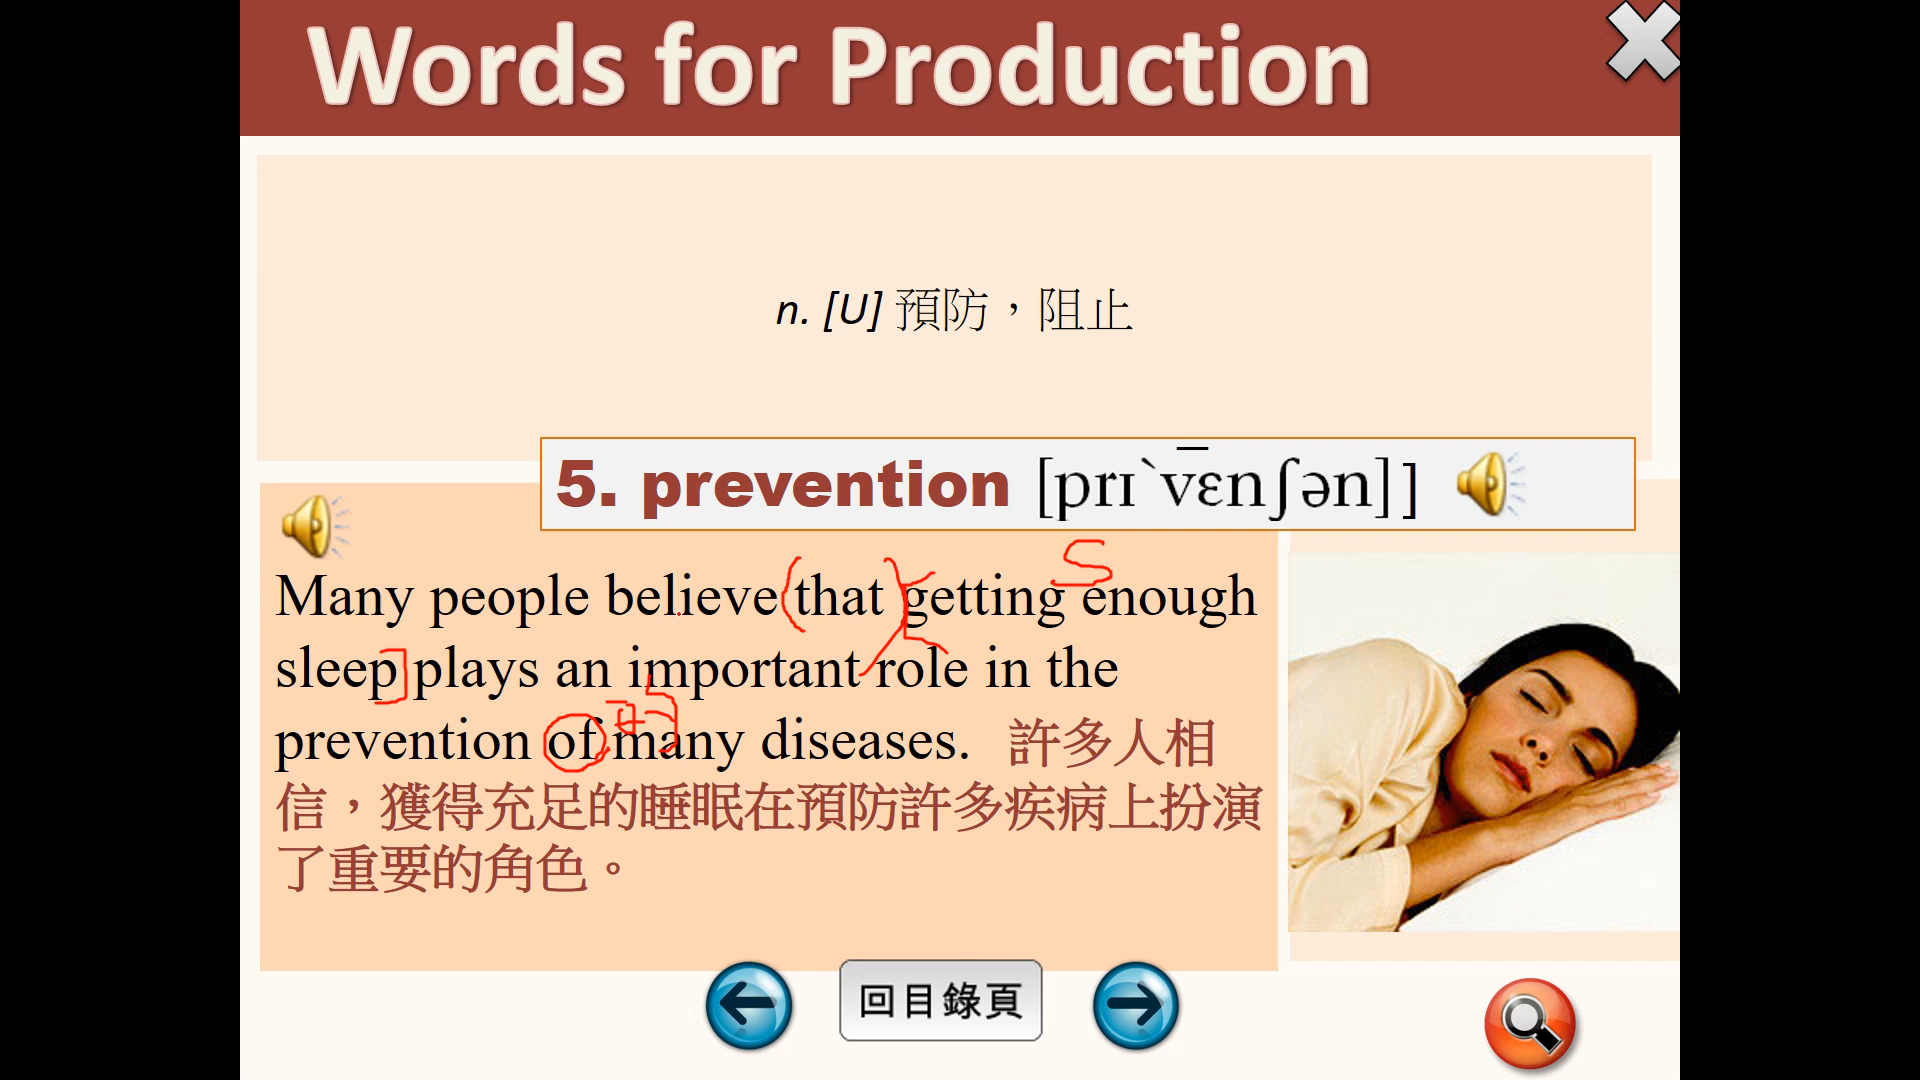 Words for Production
n. [U] 預防，阻止
5. prevention [prɪˋvɛnʃən]]
S
Many people believe (that) getting enough
sleep] plays an important role in the
prevention of many diseases. 許多人相
信，獲得充足的睡眠在預防許多疾病上扮演
了重要的角色。
回目錄頁